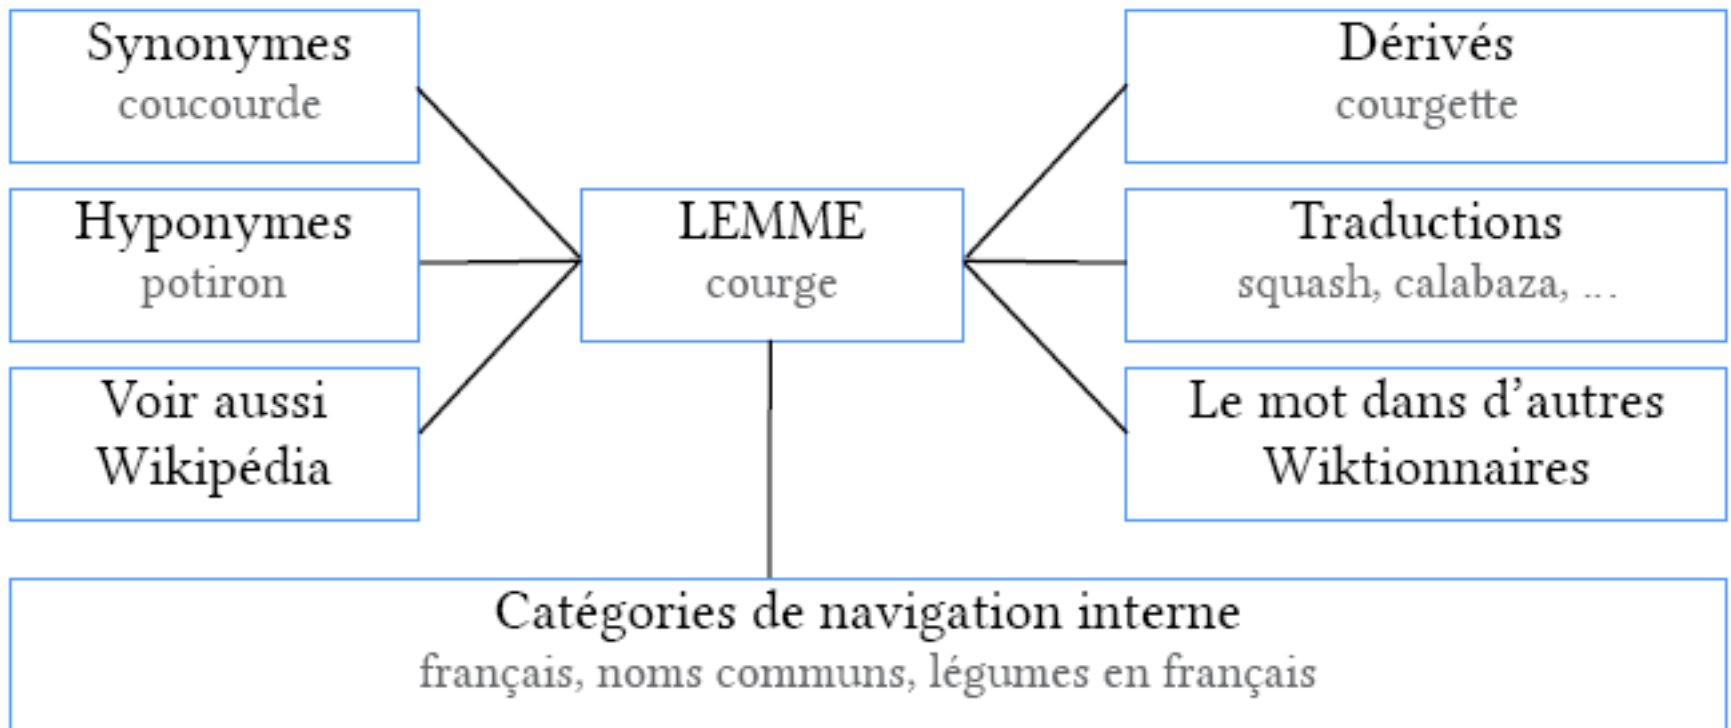 Synonymes
coucourde
Hyponymes
potiron
Voir aussi
Wikipédia
LEMME
courge
Dérivés
courgette
Traductions
squash, calabaza, ...
Le mot dans d’autres
Wiktionnaires
Catégories de navigation interne
français, noms communs, légumes en français